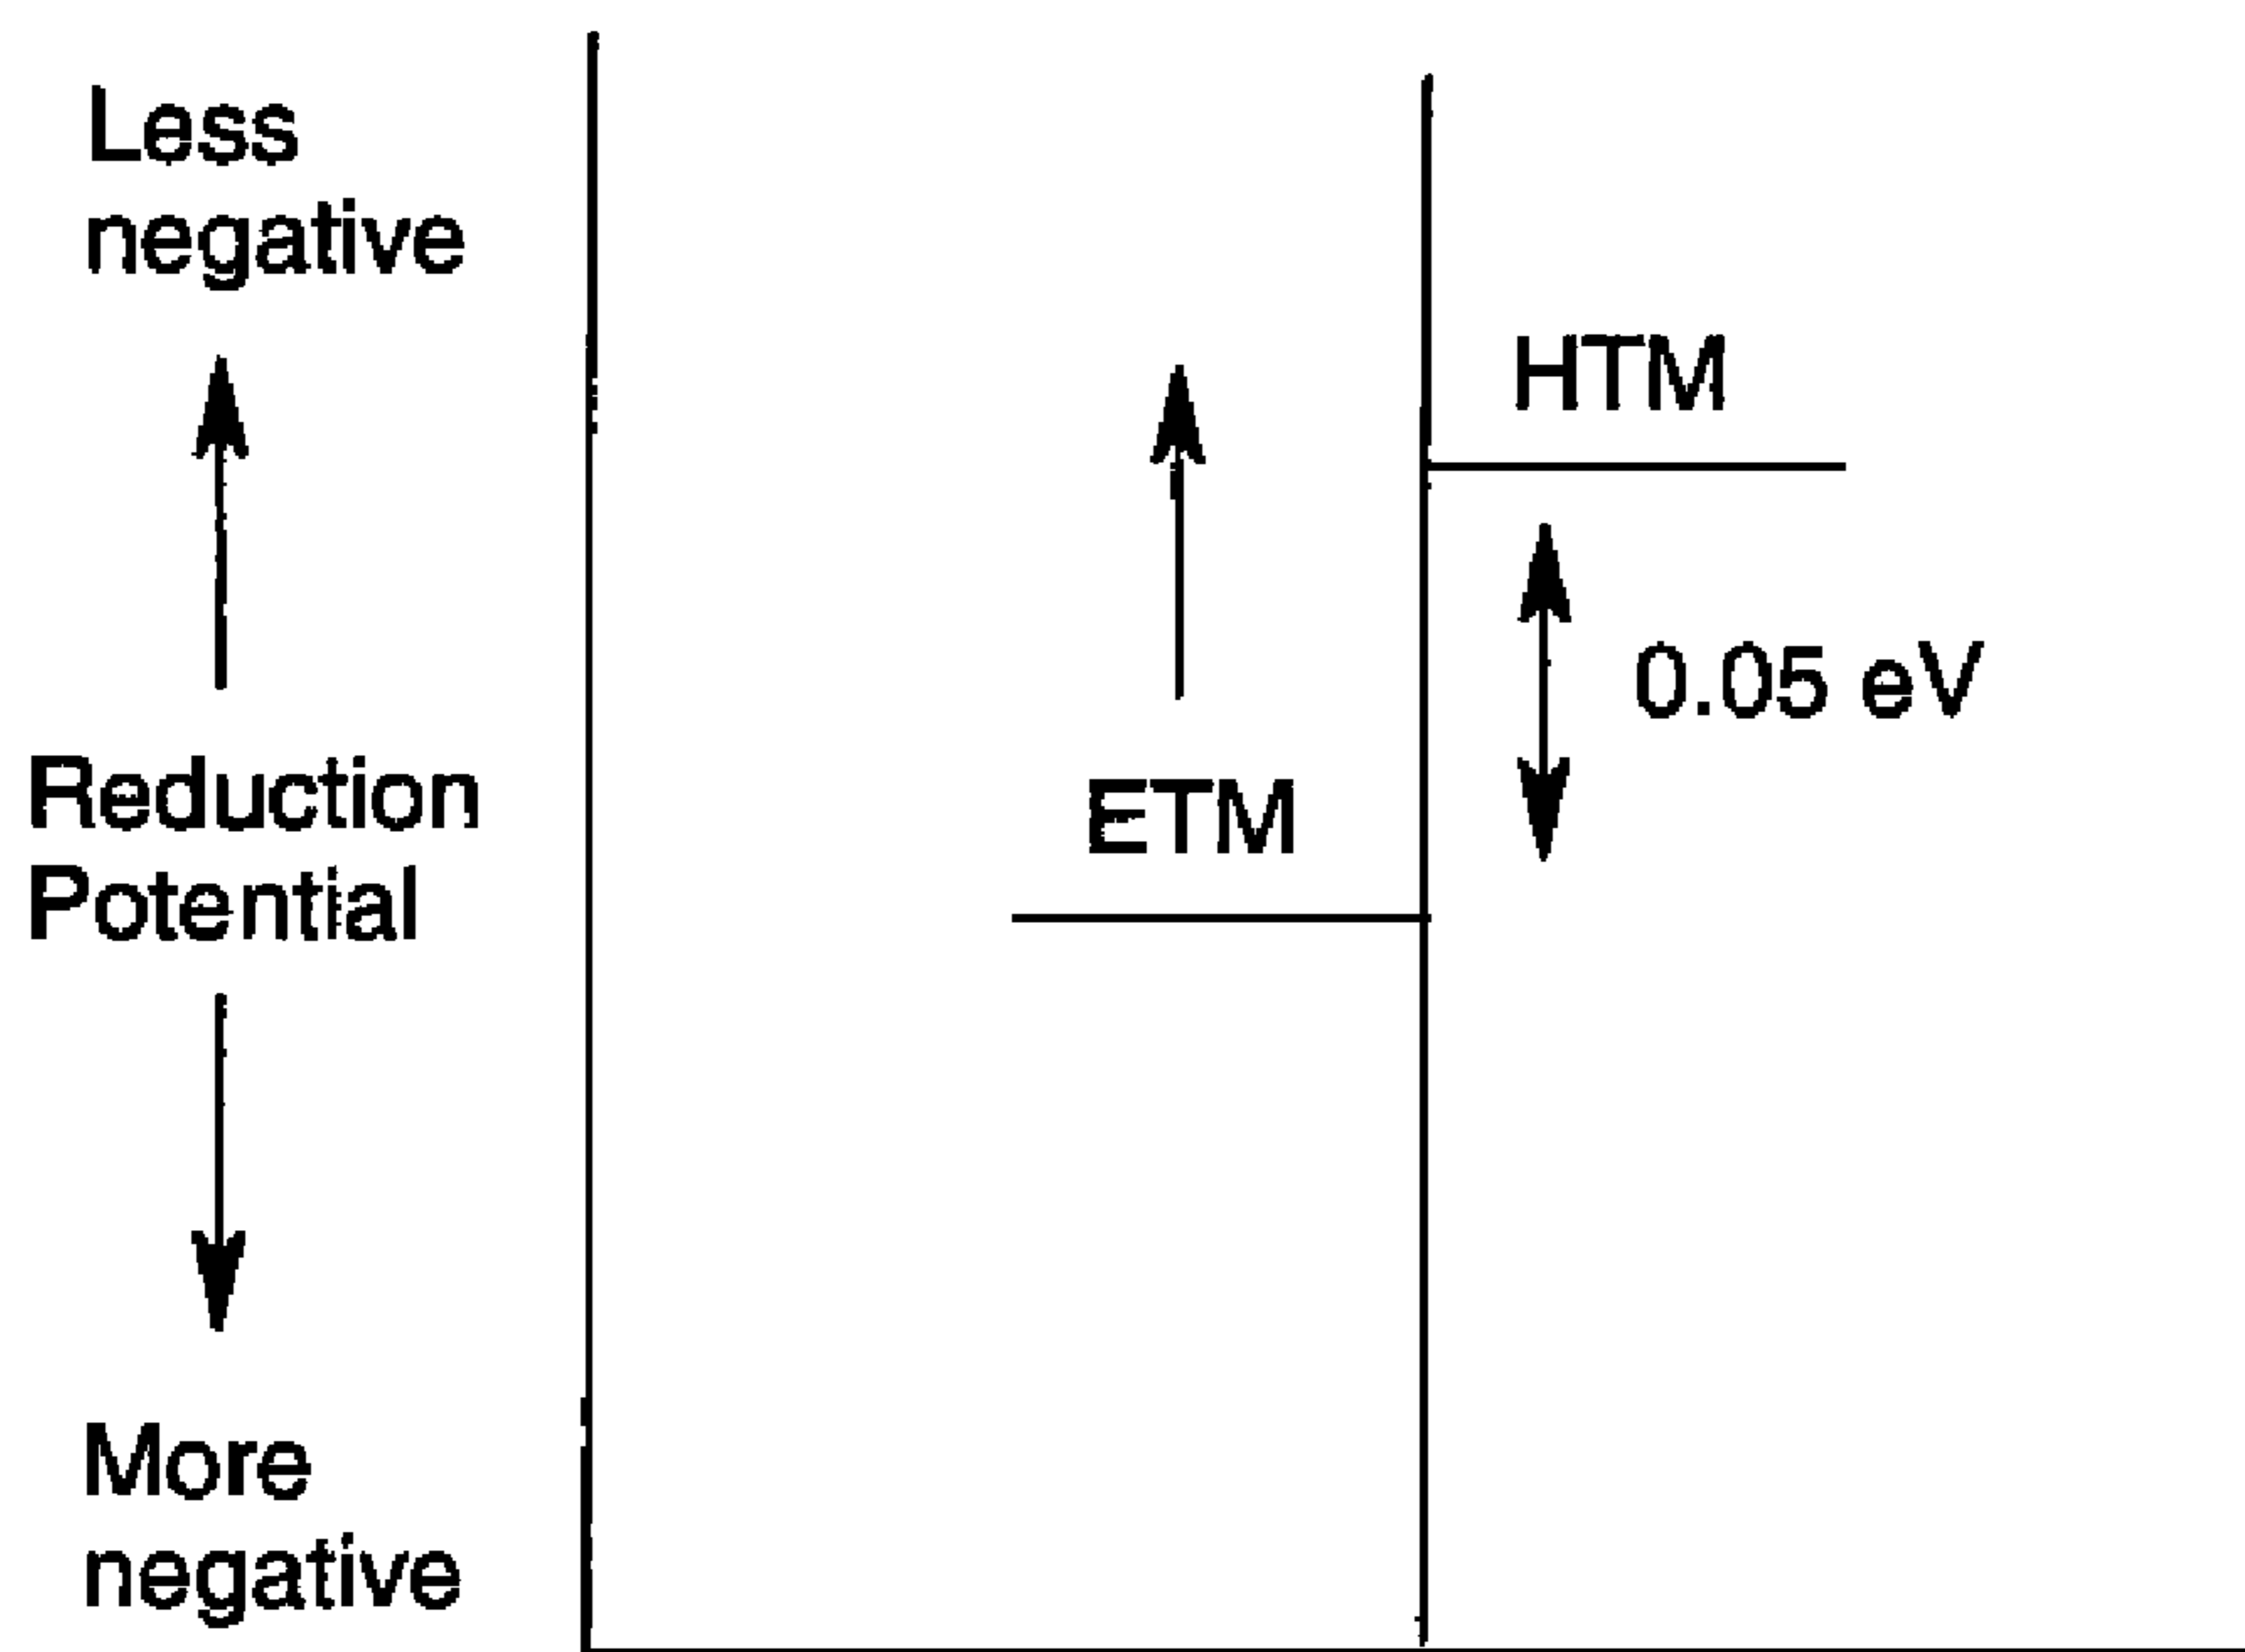 Less
negative
HTM
0.05 eV
Reduction
Potential
ETM
More
negative